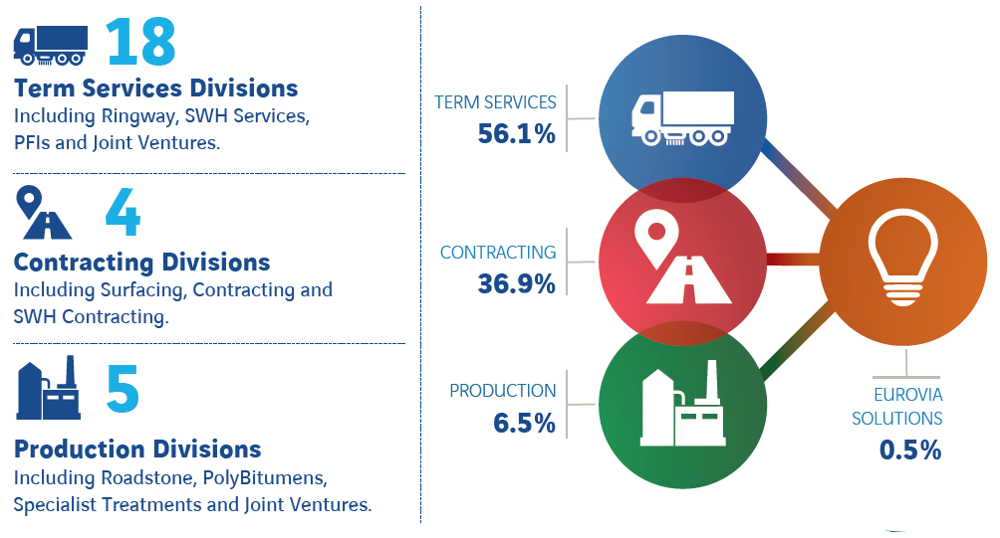 18
Term Services Divisions
Including Ringway, SWH Services,
PFIs and Joint Ventures.
4
Contracting Divisions
Including Surfacing, Contracting and
SWH Contracting.
5
Production Divisions
Including Roadstone, PolyBitumens,
Specialist Treatments and Joint Ventures.
TERM SERVICES
56.1%
CONTRACTING
36.9%
PRODUCTION
6.5%
EUROVIA
SOLUTIONS
0.5%